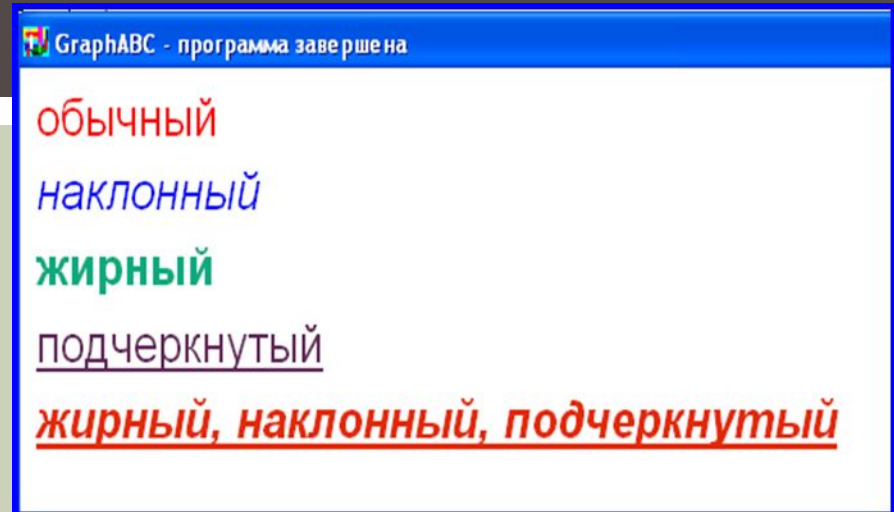 GraphABC - программа завершена
обычный
наклонный
жирный
подчеркнутый
жирный, наклонный, подчеркнутый